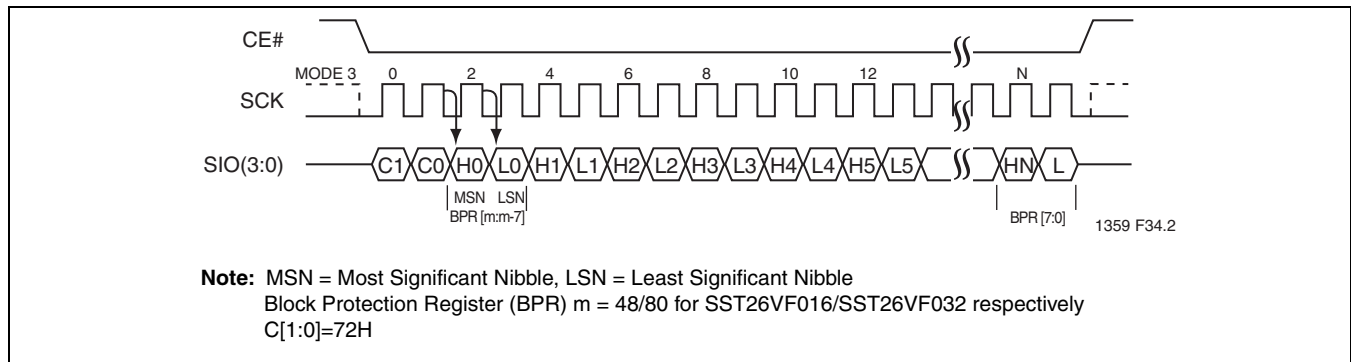 CE#
MODE 3 0 2 4 6 8 10 12 N
SCK
SIO(3:0) C1 C0 H0 L0 H1 L1 H2 L2 H3 L3 H4 L4 H5 L5 HN L
MSN LSN
BPR [m:m-7] BPR [7:0]
1359 F34.2
Note: MSN = Most Significant Nibble, LSN = Least Significant Nibble
Block Protection Register (BPR) m = 48/80 for SST26VF016/SST26VF032 respectively
C[1:0]=72H